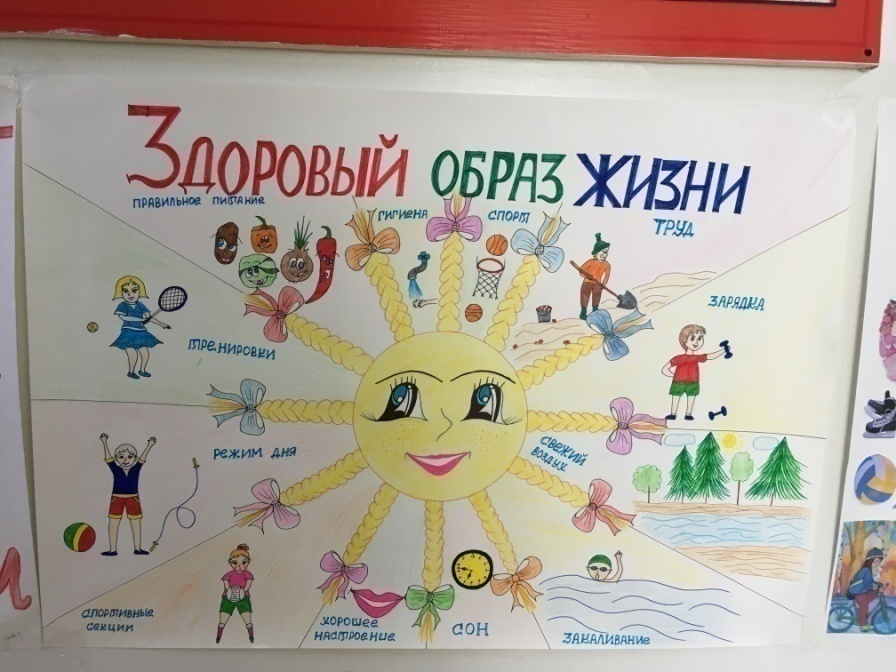 Здоровый образ жизни
правильное питание
гигиена
спорт
труд
зарядка
тренировки
режим дня
свежий
воздух
спортивные
секции
хорошее
настроение
сон
закаливание